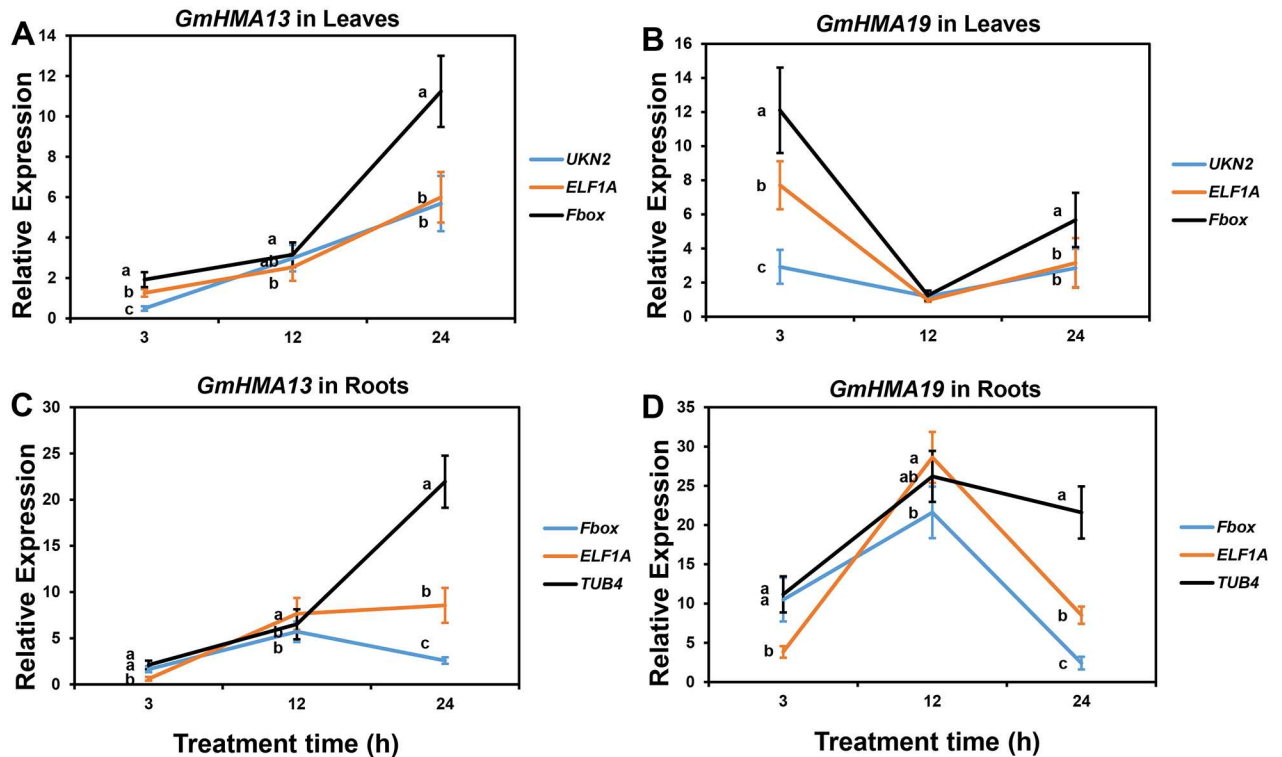 A
GmHMA13 in Leaves
Relative Expression
14
12
10
8
6
4
2
0
a
b
c
a
ab
b
a
b
b
3
12
24
UKN2
ELF1A
Fbox
B
GmHMA19 in Leaves
Relative Expression
16
14
12
10
8
6
4
2
0
a
b
c
a
b
b
3
12
24
UKN2
ELF1A
Fbox
C
GmHMA13 in Roots
Relative Expression
30
25
20
15
10
5
0
a
a
b
a
b
b
a
b
c
3
12
24
Treatment time (h)
Fbox
ELF1A
TUB4
D
GmHMA19 in Roots
Relative Expression
35
30
25
20
15
10
5
0
a
a
b
a
ab
b
a
b
c
3
12
24
Treatment time (h)
Fbox
ELF1A
TUB4